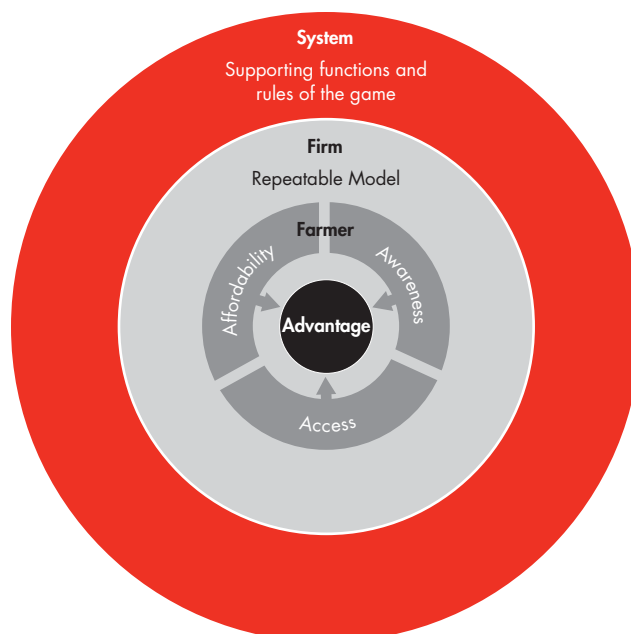 System
Supporting functions and
rules of the game
Firm
Repeatable Model
Farmer
Affordability
Awareness
Advantage
Access